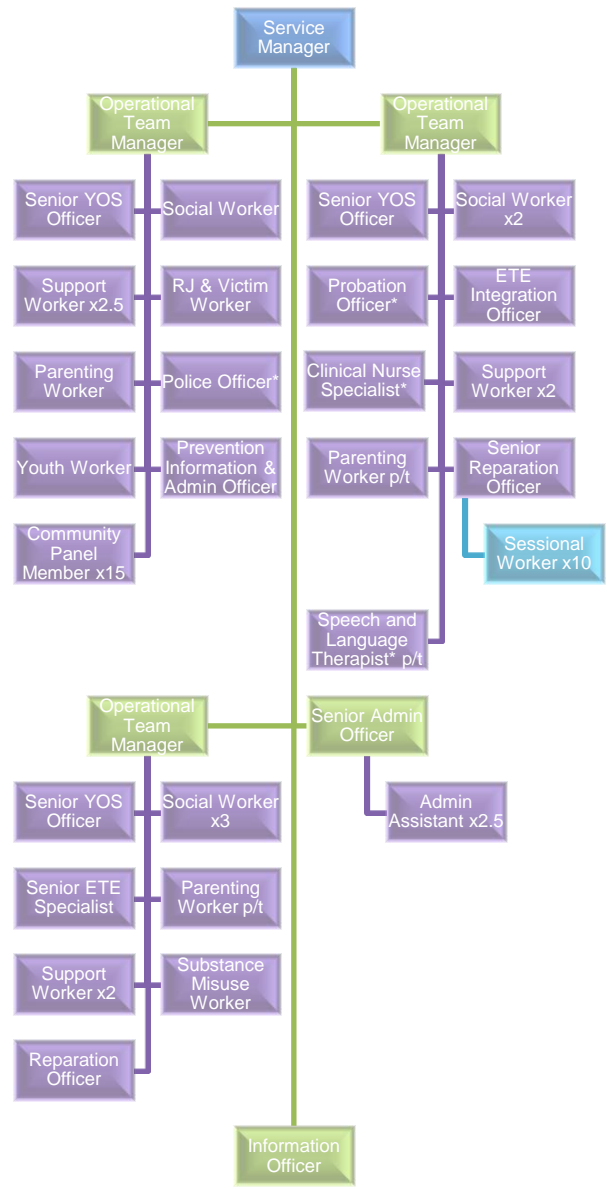 Service
Manager
Operational
Team
Manager
Operational
Team
Manager
Senior YOS
Officer
Social Worker
Support
Worker x2.5
RJ & Victim
Worker
Parenting
Worker
Police Officer*
Youth Worker
Prevention
Information &
Admin Officer
Community
Panel
Member x15
Senior YOS
Officer
Social Worker
x2
Probation
Officer*
ETE
Integration
Officer
Clinical Nurse
Specialist*
Support
Worker x2
Parenting
Worker p/t
Senior
Reparation
Officer
Sessional
Worker x10
Speech and
Language
Therapist* p/t
Operational
Team
Manager
Senior Admin
Officer
Senior YOS
Officer
Social Worker
x3
Admin
Assistant x2.5
Senior ETE
Specialist
Parenting
Worker p/t
Support
Worker x2
Substance
Misuse
Worker
Reparation
Officer
Information
Officer